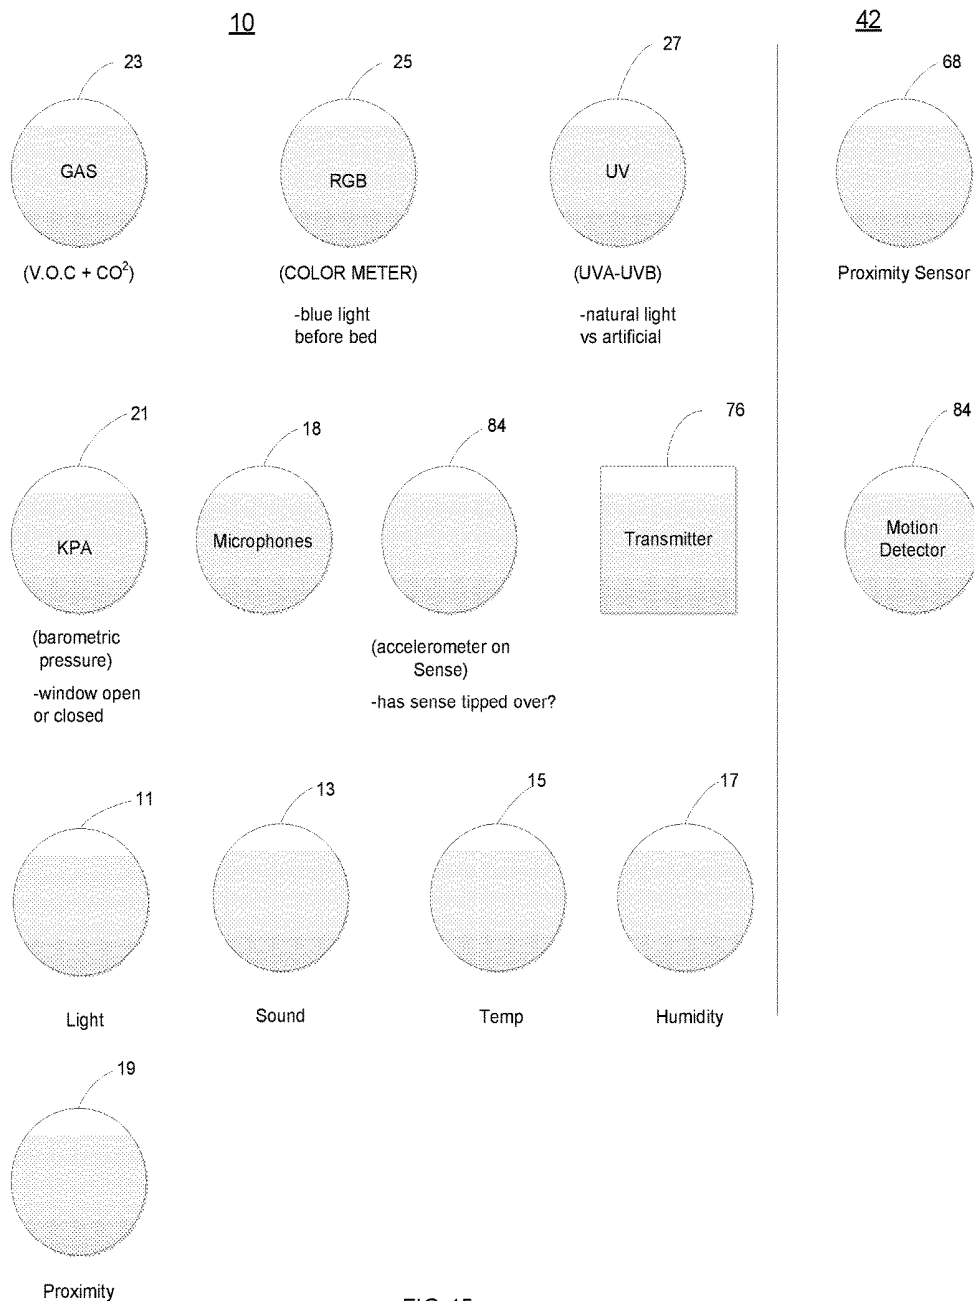 10
42
23
25
27
68
GAS
RGB
UV
(V.O.C + CO²)
(COLOR METER)
(UVA-UVB)
Proximity Sensor
-blue light
before bed
-natural light
vs artificial
21
18
84
76
84
KPA
Microphones
Transmitter
Motion
Detector
(barometric
pressure)
-window open
or closed
(accelerometer on
Sense)
-has sense tipped over?
11
13
15
17
Light
Sound
Temp
Humidity
19
Proximity